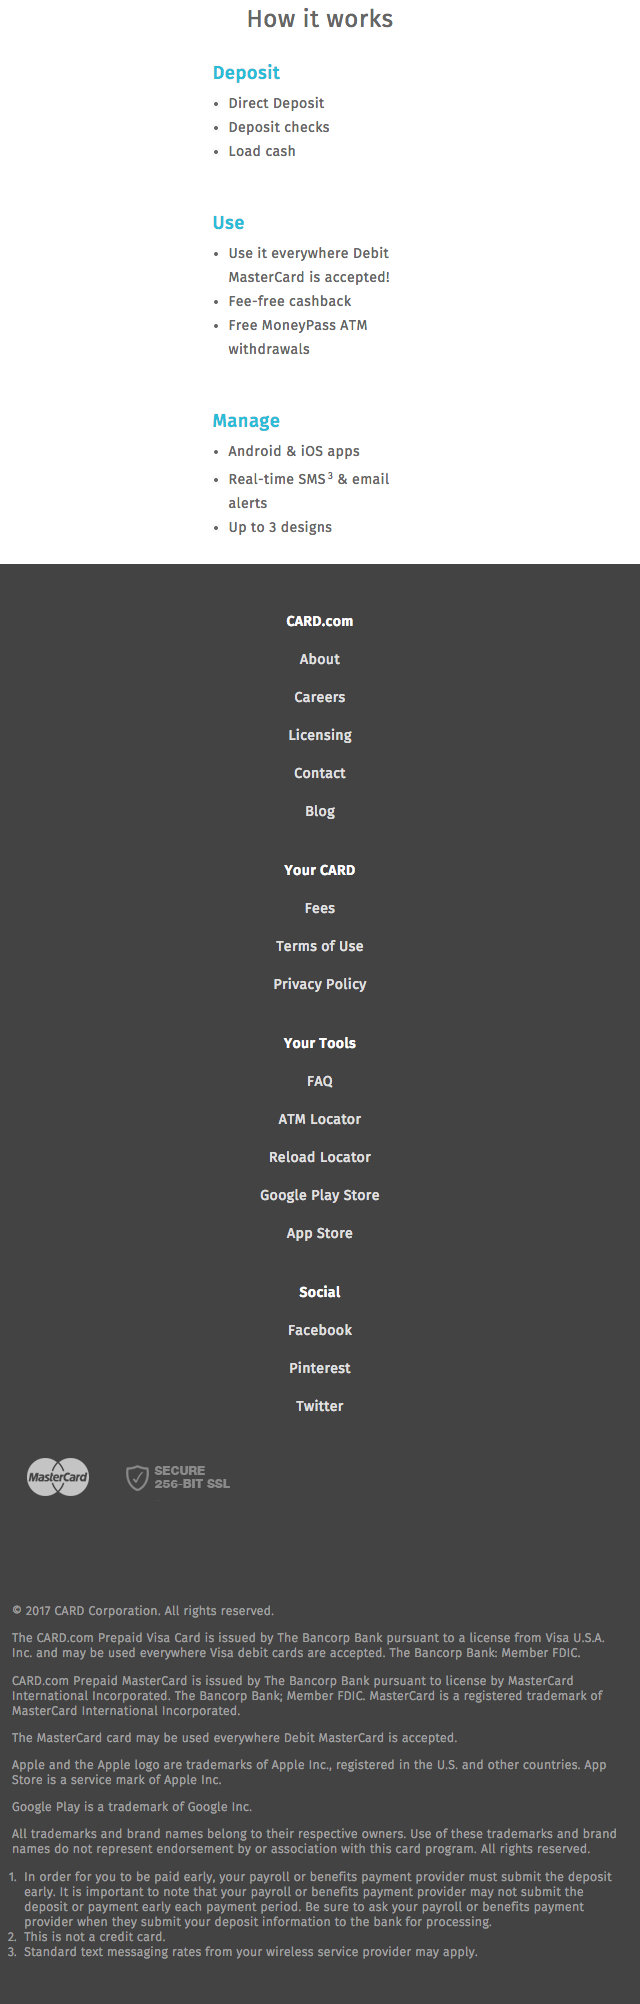 How it works
Deposit
• Direct Deposit
• Deposit checks
• Load cash
Use
• Use it everywhere Debit
MasterCard is accepted!
• Fee-free cashback
• Free MoneyPass ATM
withdrawals
Manage
• Android & iOS apps
• Real-time SMS³ & email
alerts
• Up to 3 designs
CARD.com
About
Careers
Licensing
Contact
Blog
Your CARD
Fees
Terms of Use
Privacy Policy
Your Tools
FAQ
ATM Locator
Reload Locator
Google Play Store
App Store
Social
Facebook
Pinterest
Twitter
MasterCard
SECURE
256-BIT SSL
© 2017 CARD Corporation. All rights reserved.
The CARD.com Prepaid Visa Card is issued by The Bancorp Bank pursuant to a license from Visa U.S.A.
Inc. and may be used everywhere Visa debit cards are accepted. The Bancorp Bank: Member FDIC.
CARD.com Prepaid MasterCard is issued by The Bancorp Bank pursuant to license by MasterCard
International Incorporated. The Bancorp Bank; Member FDIC. MasterCard is a registered trademark of
MasterCard International Incorporated.
The MasterCard card may be used everywhere Debit MasterCard is accepted.
Apple and the Apple logo are trademarks of Apple Inc., registered in the U.S. and other countries. App
Store is a service mark of Apple Inc.
Google Play is a trademark of Google Inc.
All trademarks and brand names belong to their respective owners. Use of these trademarks and brand
names do not represent endorsement by or association with this card program. All rights reserved.
1. In order for you to be paid early, your payroll or benefits payment provider must submit the deposit
early. It is important to note that your payroll or benefits payment provider may not submit the
deposit or payment early each payment period. Be sure to ask your payroll or benefits payment
provider when they submit your deposit information to the bank for processing.
2. This is not a credit card.
3. Standard text messaging rates from your wireless service provider may apply.